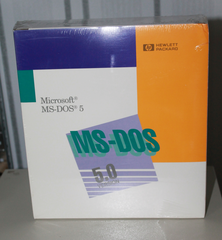 HEWLETT
PACKARD
Microsoft®
MS-DOS® 5
MS-DOS
5.0